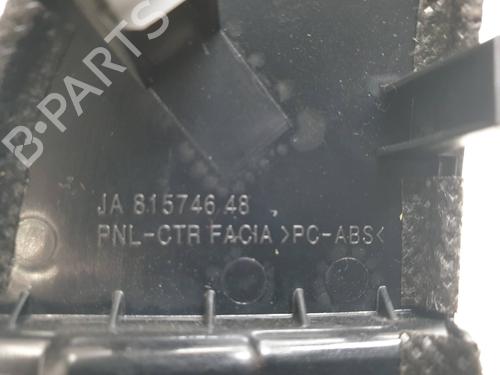 B-PARTS
JA 815746 48
PNL-CTR FACIA >PC-ABS<